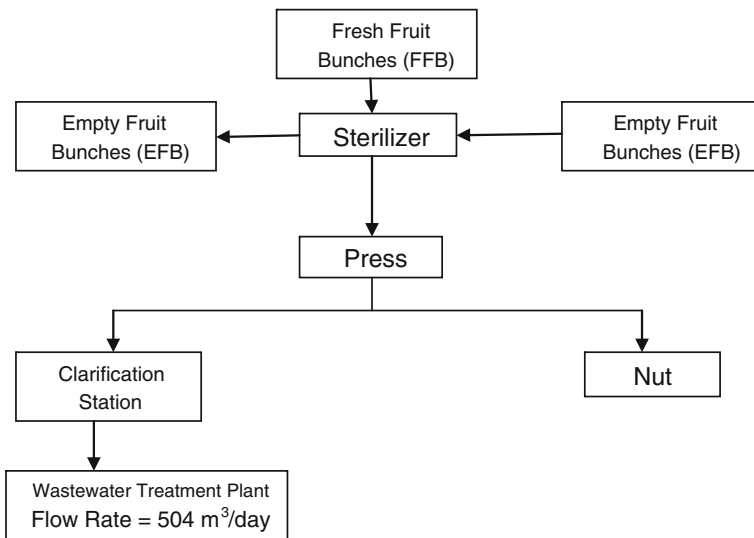 Fresh Fruit
Bunches (FFB)
Empty Fruit
Bunches (EFB)
Sterilizer
Empty Fruit
Bunches (EFB)
Press
Clarification
Station
Nut
Wastewater Treatment Plant
Flow Rate = 504 m³/day